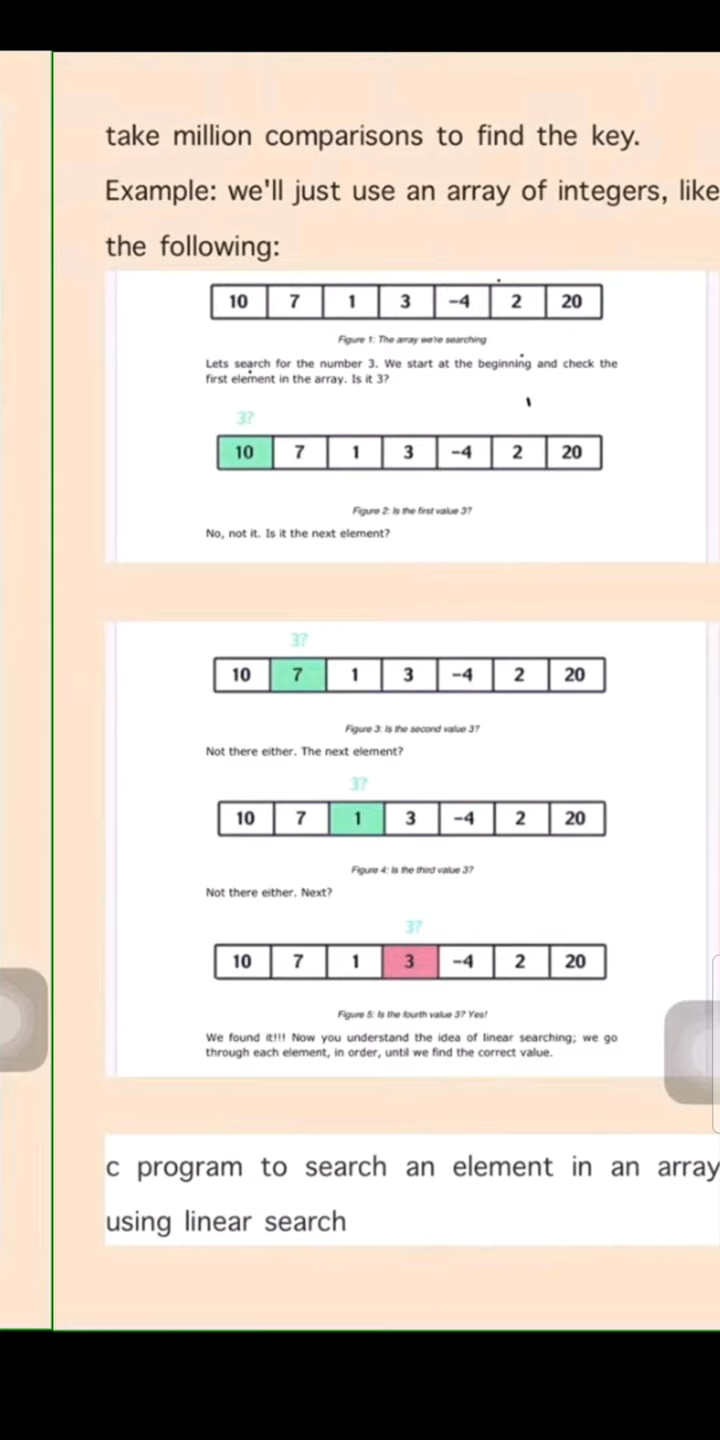 take million comparisons to find the key.
Example: we'll just use an array of integers, like
the following:
10 7 1 3 -4 2 20
Figure 1: The array we're searching
Lets search for the number 3. We start at the beginning and check the
first element in the array. Is it 3?
3?
10 7 1 3 -4 2 20
Figure 2: Is the first value 3?
No, not it. Is it the next element?
3?
10 7 1 3 -4 2 20
Figure 3: Is the second value 3?
Not there either. The next element?
3?
10 7 1 3 -4 2 20
Figure 4: Is the third value 3?
Not there either. Next?
3?
10 7 1 3 -4 2 20
Figure 5: Is the fourth value 3? Yes!
We found it!!! Now you understand the idea of linear searching; we go
through each element, in order, until we find the correct value.
c program to search an element in an array
using linear search